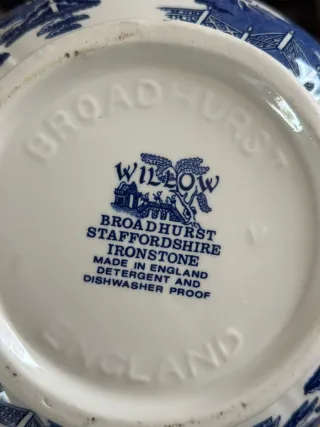 BROADHURST
WILLOW
BROADHURST
STAFFORDSHIRE
IRONSTONE
MADE IN ENGLAND
DETERGENT AND
DISHWASHER PROOF
ENGLAND